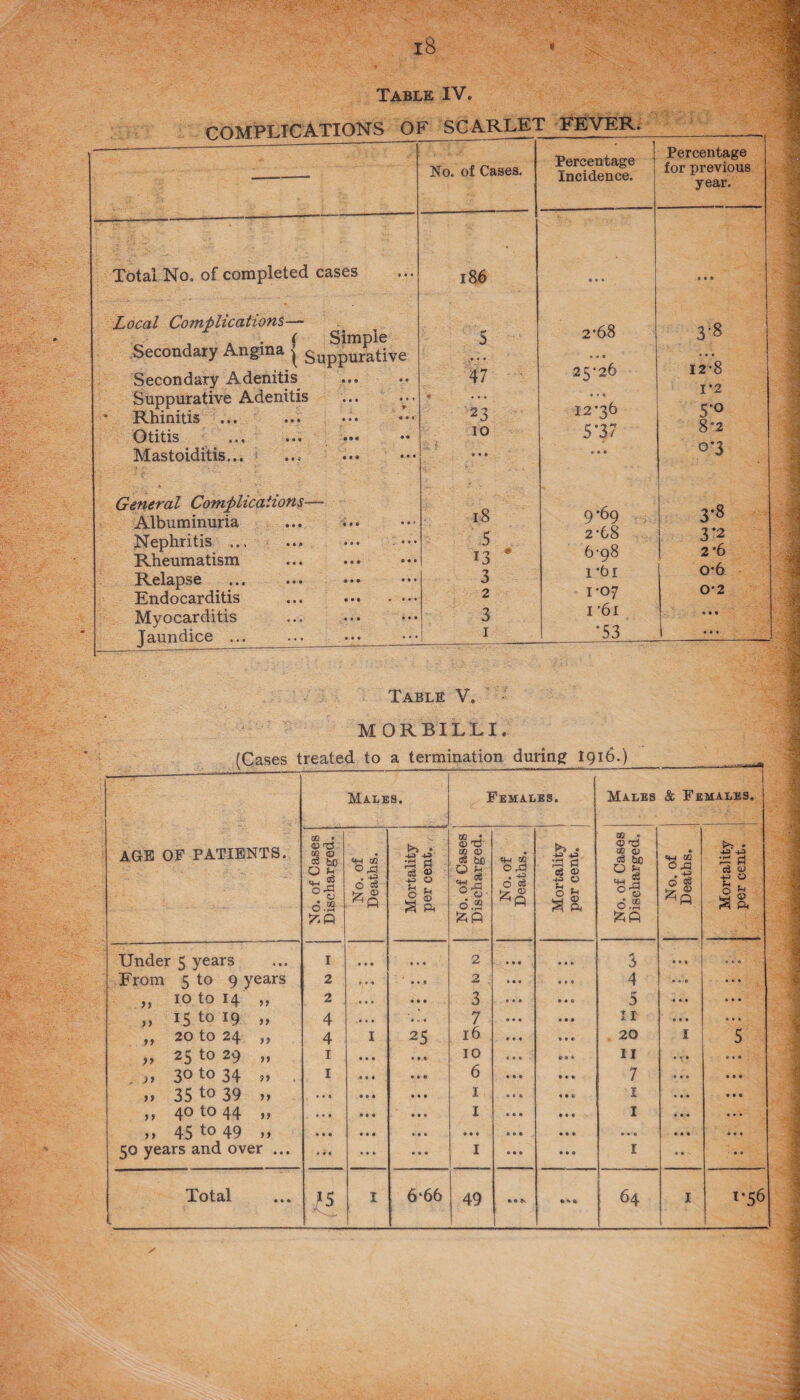 18
TABLE IV.
COMPLICATIONS OF SCARLET FEVER.
—— No. of Cases. Percentage Incidence. Percentage for previous year.
Total No. of completed cases ... 186 ... ...
Local Complications—
Secondary Angina { Simple 5 2·68 3·8
Suppurative ... ... ...
Secondary Adenitis ... .. 47 25·26 12·8
Suppurative Adenitis ... ... ... ... 1·2
Rhinitis ... ... ... ... 23 12·36 5·0
Otitis ... ... ... .. 10 5·37 8·2
Mastoiditis... ... ... ... ... ... 0·3
General Complications—
Albuminuria ... ... ... 18 9·69 3·8
Nephritis ... ... ... ... 5 2·68 3·2
Rheumatism ... ... ... 13 6·98 2·6
Relapse ... ... ... ... 3 1·61 0·6
Endocarditis ... ... ... 2 1·07 0·2
Myocarditis ... ... ... 3 1·61 ...
Jaundice ... ... ... ... 1 ·53 ...
TABLE V.
MORBILLI.
(Cases treated to a termination during 1916.)
AGE OF PATIENTS. MALES. FEMALES. MALES & FEMALES.
No. of Cases Discharged. No. of Deaths. Mortality per cent. No. of Cases Discharged. No. of Deaths. Mortality per cent. No. of Cases Discharged. No. of Deaths. Mortality per cent.
Under 5 years ... 1 ... ... 2 ... ... 3 ... ...
From 5 to 9 years 2 ... ... 2 ... ... 4 ... ...
,, 10 to 14 ,, 2 ... ... 3 ... ... 5 ... ...
,, 15 to 19 ,, 4 ... ... 7 ... ... 11 ... ...
,, 20 to 24 ,, 4 1 25 16 ... ... 20 1 5
,, 25 to 29 ,, 1 ... ... 10 ... ... 11 ... ...
,, 30 to 34 ,, 1 ... ... 6 ... ... 7 ... ...
,, 35 to 39 ,, ... ... ... 1 ... ... 1 ... ...
,, 40 to 44 ,, ... ... ... 1 ... ... 1 ... ...
,, 45 to 49 ,, ... ... ... ... ... ... ... ... ...
50 years and over ... ... ... ... 1 ... ... 1 .. ..
Total ... 15 1 6·66 49 ... ... 64 1 1·56